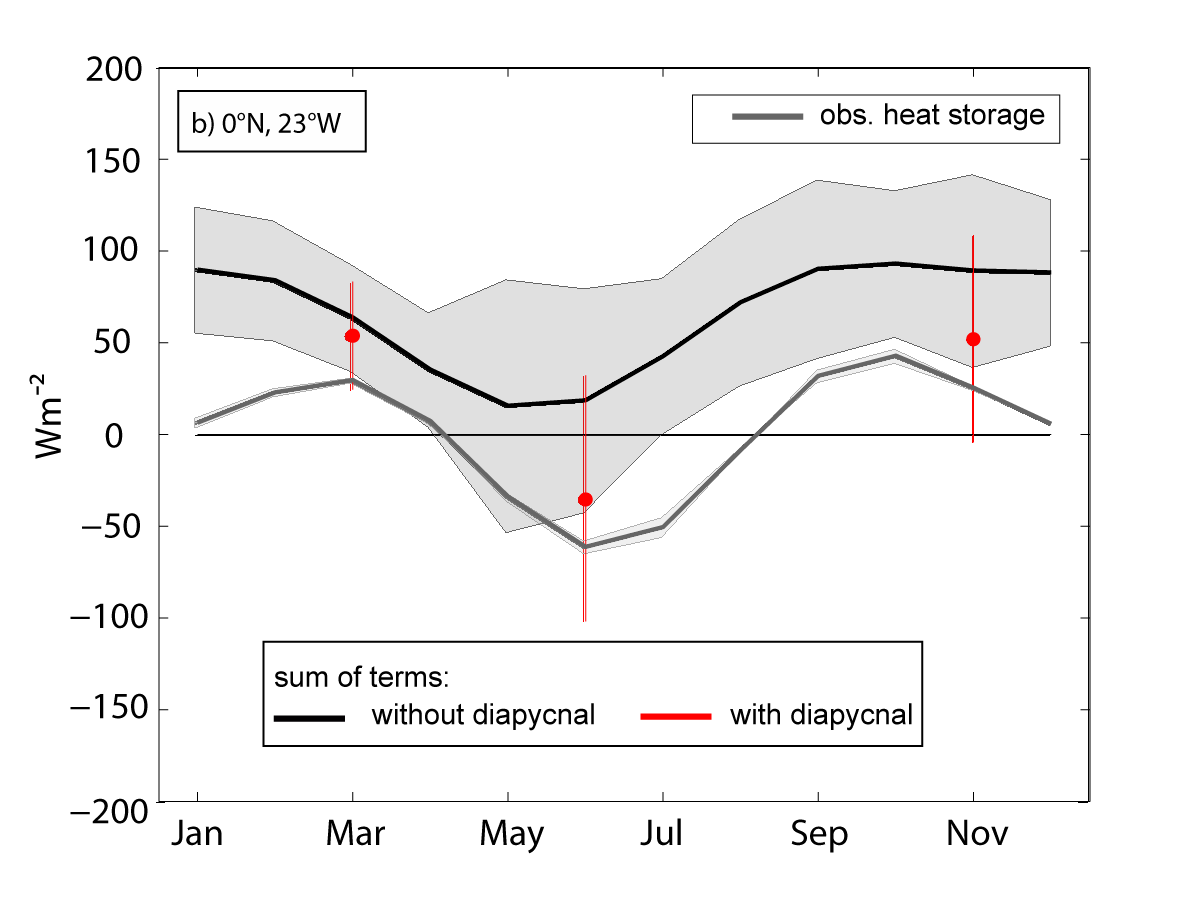 200
b) 0°N, 23°W
obs. heat storage
150
100
50
0
−50
−100
−150
−200
Wm⁻²
sum of terms:
without diapycnal with diapycnal
Jan Mar May Jul Sep Nov